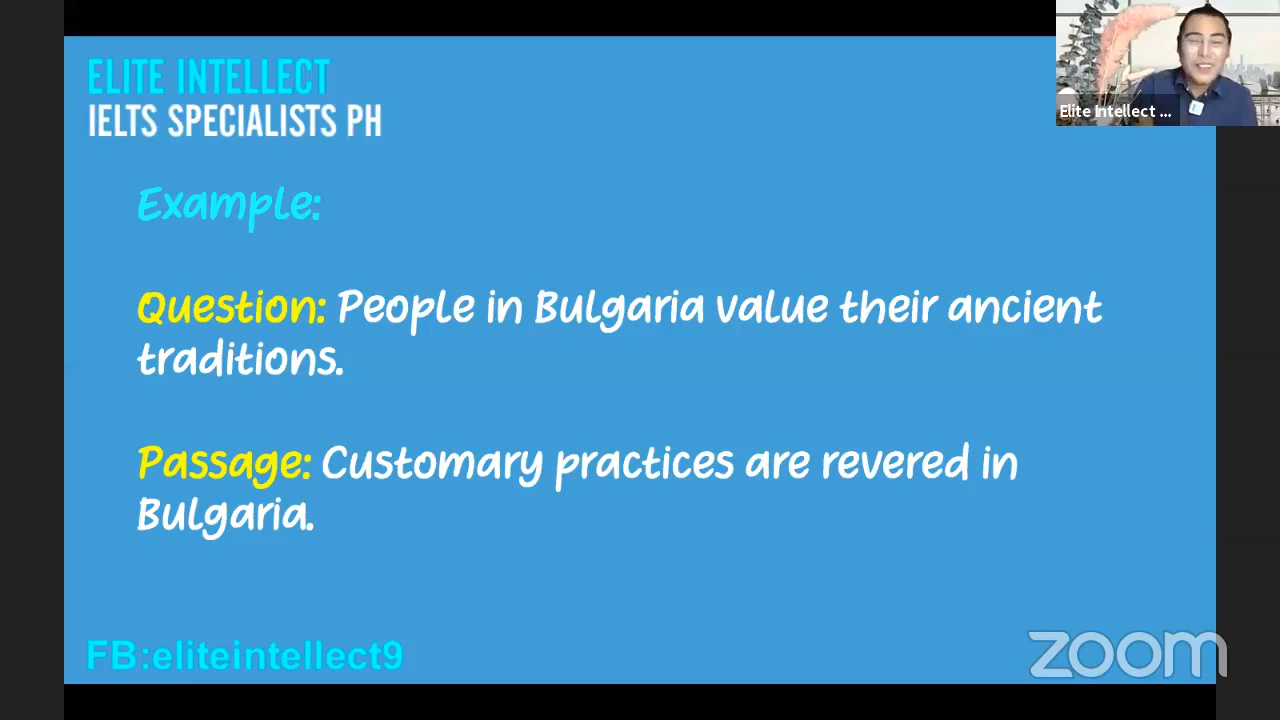 ELITE INTELLECT
IELTS SPECIALISTS PH
Elite Intellect ...
Example:
Question: People in Bulgaria value their ancient
traditions.
Passage: Customary practices are revered in
Bulgaria.
FB:eliteintellect9
zoom